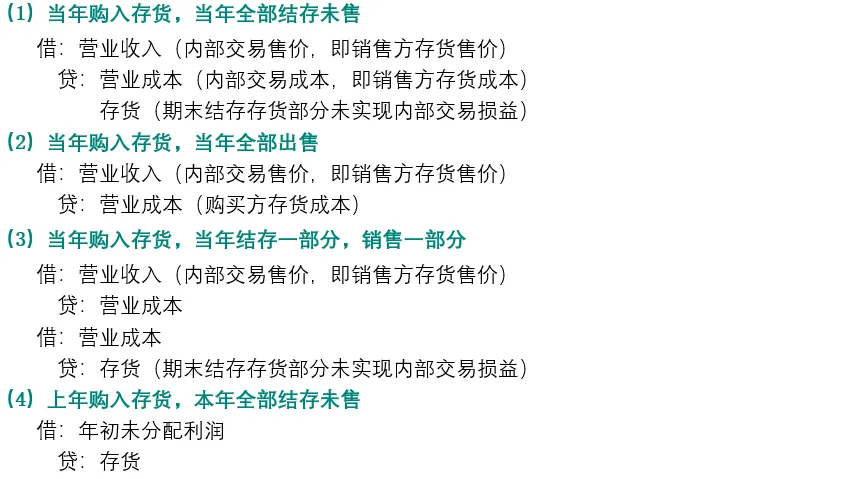 （1）当年购入存货，当年全部结存未售
借：营业收入（内部交易售价，即销售方存货售价）
贷：营业成本（内部交易成本，即销售方存货成本）
存货（期末结存存货部分未实现内部交易损益）
（2）当年购入存货，当年全部出售
借：营业收入（内部交易售价，即销售方存货售价）
贷：营业成本（购买方存货成本）
（3）当年购入存货，当年结存一部分，销售一部分
借：营业收入（内部交易售价，即销售方存货售价）
贷：营业成本
借：营业成本
贷：存货（期末结存存货部分未实现内部交易损益）
（4）上年购入存货，本年全部结存未售
借：年初未分配利润
贷：存货